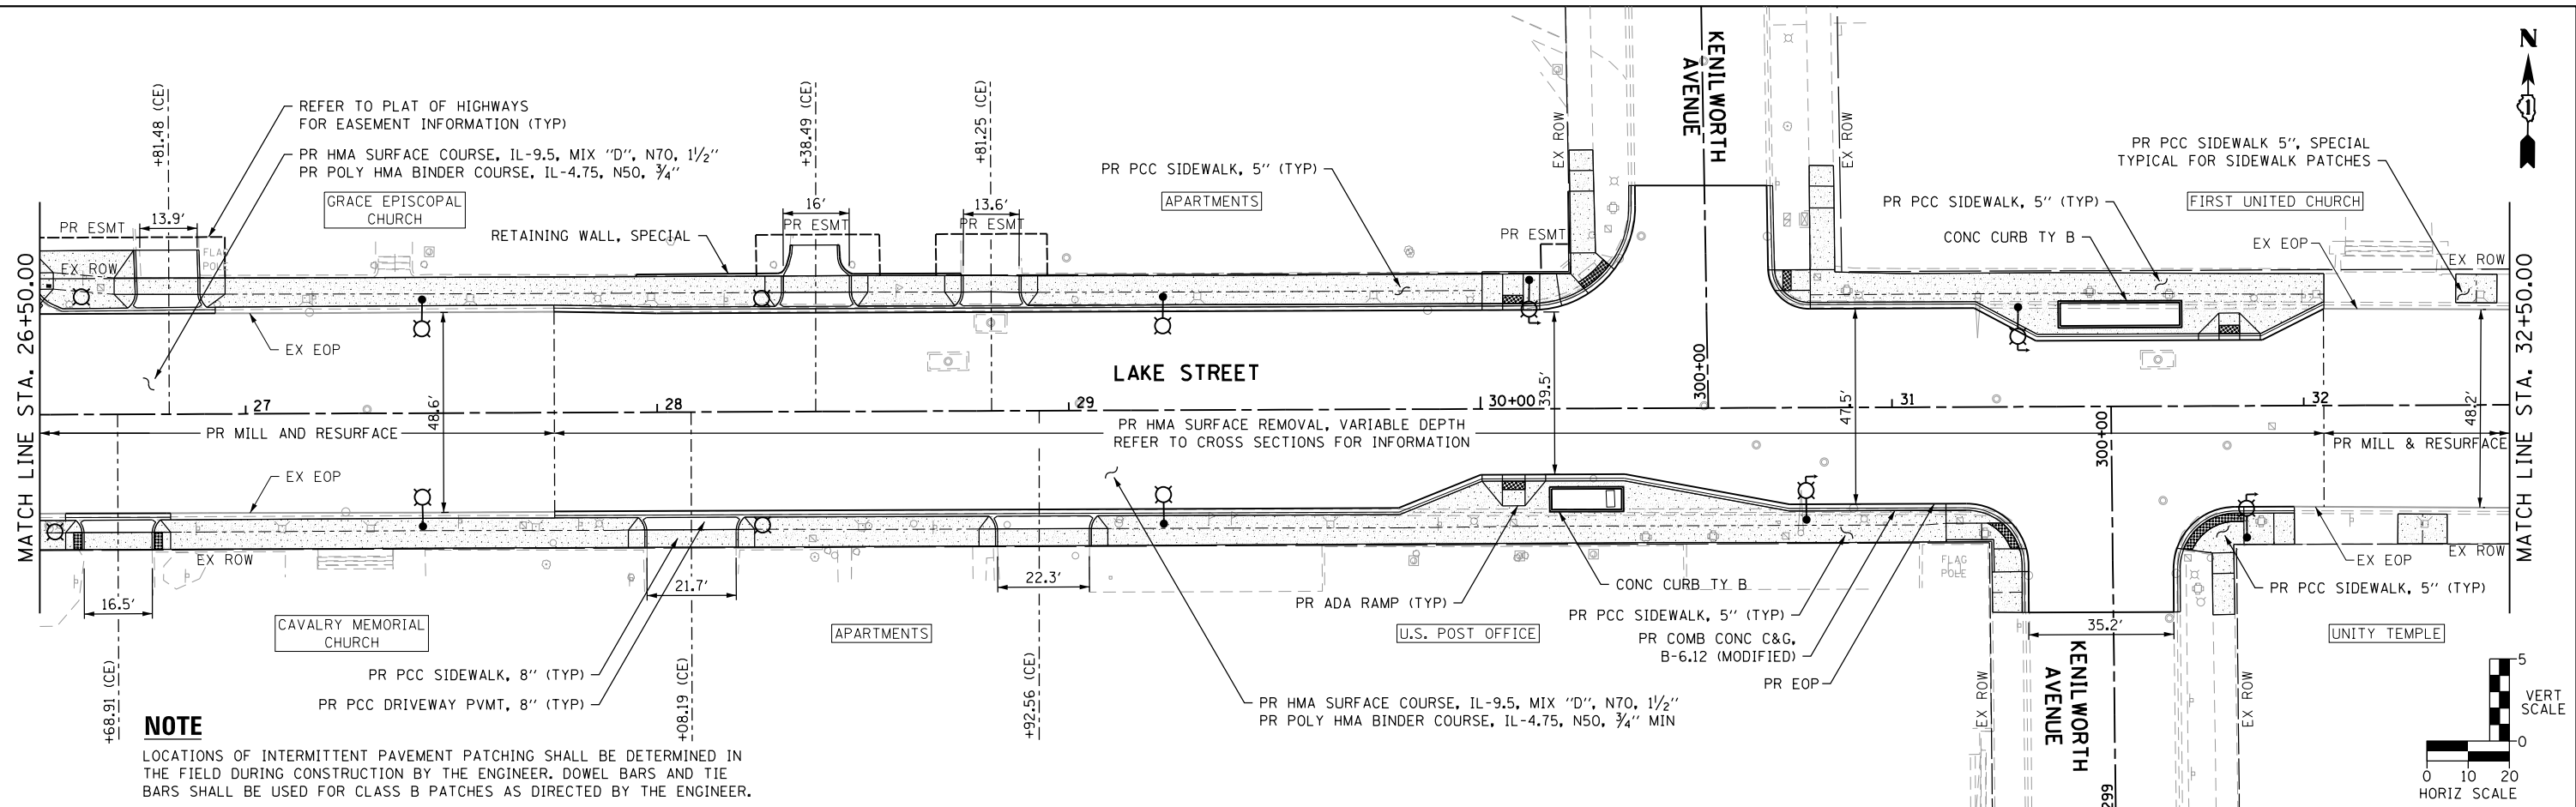 REFER TO PLAT OF HIGHWAYS
FOR EASEMENT INFORMATION (TYP)
PR HMA SURFACE COURSE, IL-9.5, MIX "D", N70, 1½"
PR POLY HMA BINDER COURSE, IL-4.75, N50, ¾"
+81.48 (CE)
+38.49 (CE)
+81.25 (CE)
GRACE EPISCOPAL
CHURCH
13.9'
PR ESMT
EX ROW
FLAG
POLE
RETAINING WALL, SPECIAL
16'
PR ESMT
13.6'
PR ESMT
PR PCC SIDEWALK, 5" (TYP)
APARTMENTS
PR ESMT
EX ROW
KENILWORTH
AVENUE
EX ROW
PR PCC SIDEWALK 5", SPECIAL
TYPICAL FOR SIDEWALK PATCHES
PR PCC SIDEWALK, 5" (TYP)
FIRST UNITED CHURCH
CONC CURB TY B
EX EOP
EX ROW
N
MATCH LINE STA. 26+50.00
MATCH LINE STA. 32+50.00
EX EOP
LAKE STREET
300+00
27
28
29
30+00
31
32
48.6'
39.5'
47.5'
48.2'
PR MILL AND RESURFACE
PR HMA SURFACE REMOVAL, VARIABLE DEPTH
REFER TO CROSS SECTIONS FOR INFORMATION
PR MILL & RESURFACE
300+00
EX EOP
EX ROW
16.5'
21.7'
22.3'
CAVALRY MEMORIAL
CHURCH
APARTMENTS
U.S. POST OFFICE
UNITY TEMPLE
PR ADA RAMP (TYP)
CONC CURB TY B
PR PCC SIDEWALK, 5" (TYP)
PR COMB CONC C&G,
B-6.12 (MODIFIED)
PR EOP
FLAG
POLE
EX EOP
EX ROW
PR PCC SIDEWALK, 5" (TYP)
35.2'
KENILWORTH
AVENUE
EX ROW
EX ROW
299
+68.91 (CE)
+08.19 (CE)
+92.56 (CE)
PR PCC SIDEWALK, 8" (TYP)
PR PCC DRIVEWAY PVMT, 8" (TYP)
PR HMA SURFACE COURSE, IL-9.5, MIX "D", N70, 1½"
PR POLY HMA BINDER COURSE, IL-4.75, N50, ¾" MIN
NOTE
LOCATIONS OF INTERMITTENT PAVEMENT PATCHING SHALL BE DETERMINED IN
THE FIELD DURING CONSTRUCTION BY THE ENGINEER. DOWEL BARS AND TIE
BARS SHALL BE USED FOR CLASS B PATCHES AS DIRECTED BY THE ENGINEER.
5
VERT
SCALE
0
0 10 20
HORIZ SCALE